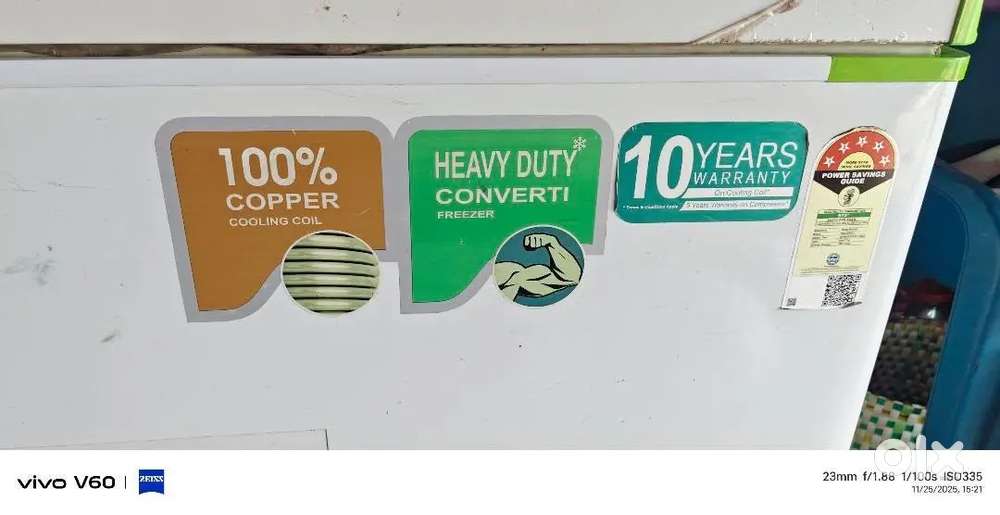 100%
COPPER
COOLING COIL
HEAVY DUTY
CONVERTI
FREEZER
10 YEARS
WARRANTY
On Cooling Coil*
5 Years Warranty on Compressor*
POWER SAVINGS
GUIDE
vivo V60 | ZEISS
23mm f/1.88 1/100s ISO335
11/25/2025, 15:21
olx